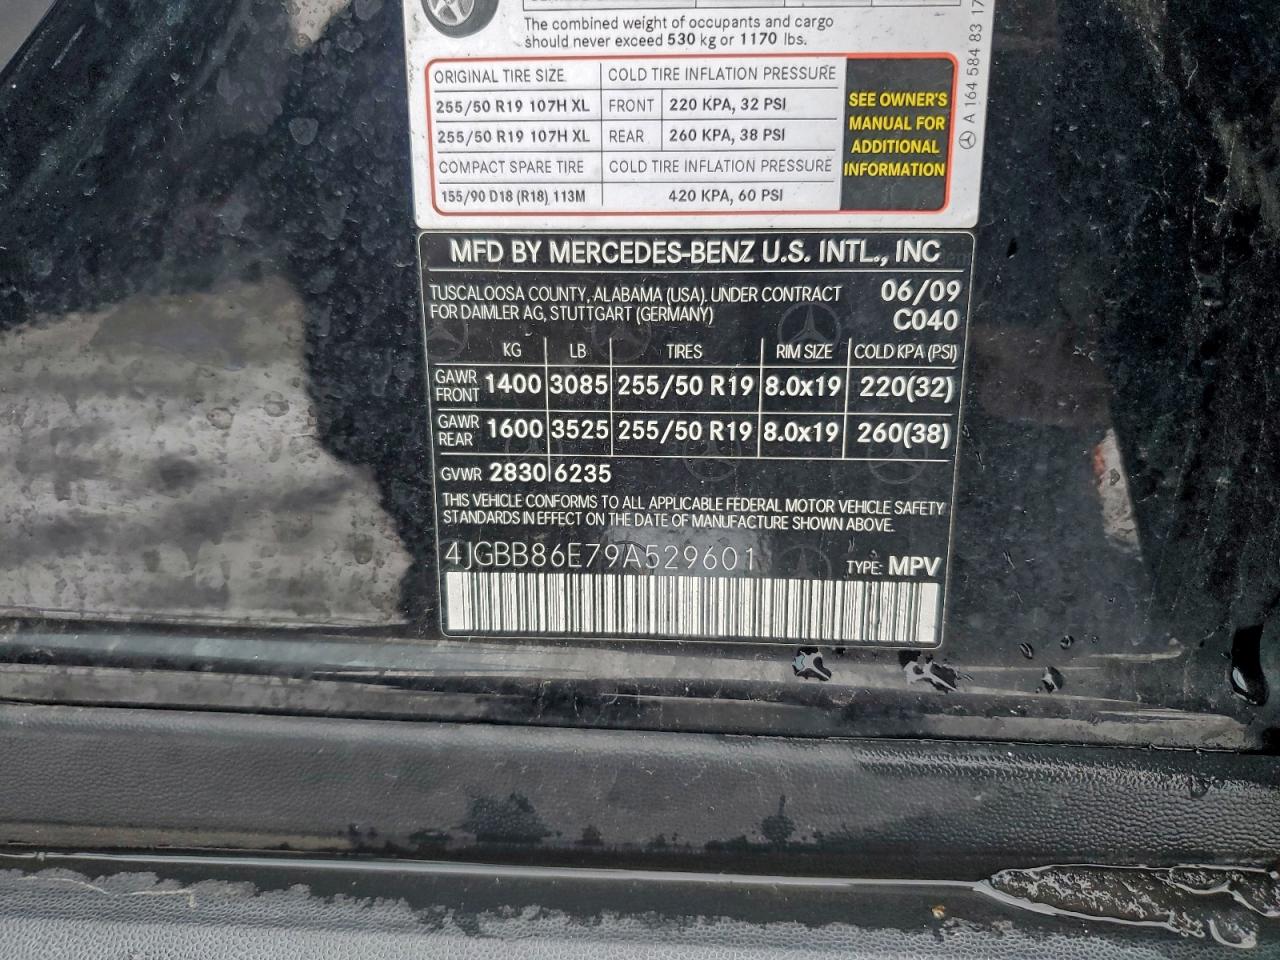 The combined weight of occupants and cargo
should never exceed 530 kg or 1170 lbs.
ORIGINAL TIRE SIZE COLD TIRE INFLATION PRESSURE
255/50 R19 107H XL FRONT 220 KPA, 32 PSI
255/50 R19 107H XL REAR 260 KPA, 38 PSI
COMPACT SPARE TIRE COLD TIRE INFLATION PRESSURE
155/90 D18 (R18) 113M 420 KPA, 60 PSI
SEE OWNER'S
MANUAL FOR
ADDITIONAL
INFORMATION
A 164 584 83 17
MFD BY MERCEDES-BENZ U.S. INTL., INC
TUSCALOOSA COUNTY, ALABAMA (USA), UNDER CONTRACT 06/09
FOR DAIMLER AG, STUTTGART (GERMANY) C040
KG LB TIRES RIM SIZE COLD KPA (PSI)
GAWR FRONT 1400 3085 255/50 R19 8.0x19 220(32)
GAWR REAR 1600 3525 255/50 R19 8.0x19 260(38)
GVWR 2830 6235
THIS VEHICLE CONFORMS TO ALL APPLICABLE FEDERAL MOTOR VEHICLE SAFETY
STANDARDS IN EFFECT ON THE DATE OF MANUFACTURE SHOWN ABOVE.
4JGBB86E79A529601 TYPE: MPV